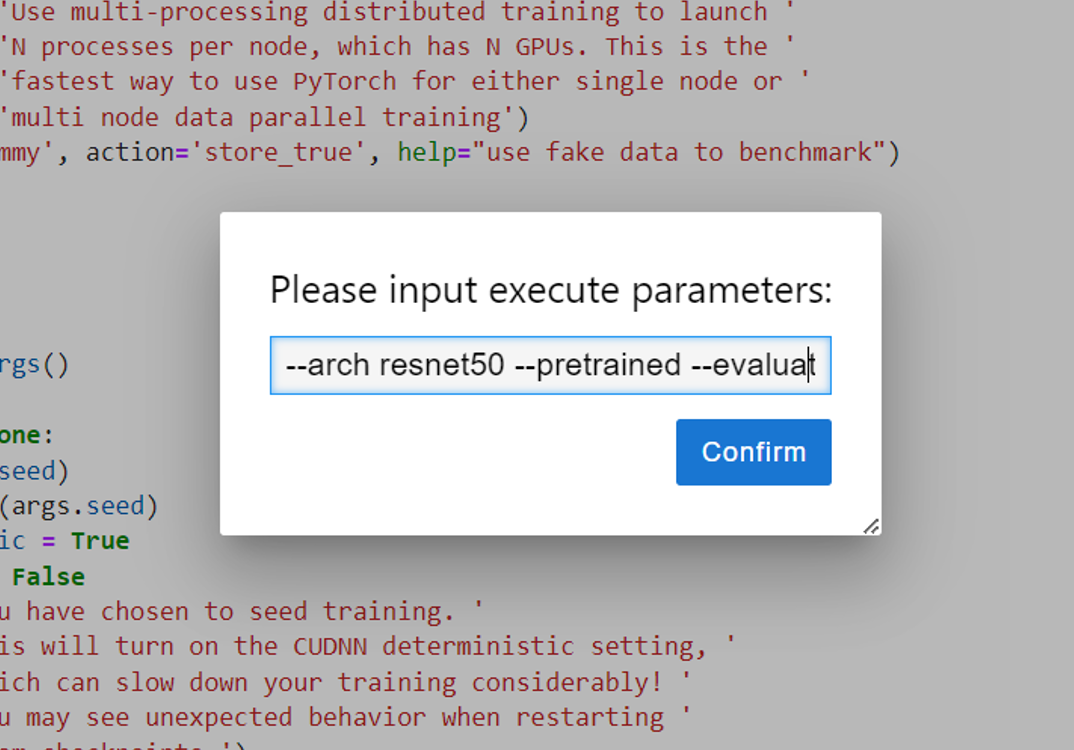 'Use multi-processing distributed training to launch '
'N processes per node, which has N GPUs. This is the '
'fastest way to use PyTorch for either single node or '
'multi node data parallel training')
mmy', action='store_true', help="use fake data to benchmark")
Please input execute parameters:
--arch resnet50 --pretrained --evaluat
Confirm
rgs()
one:
seed)
(args.seed)
ic = True
False
u have chosen to seed training. '
is will turn on the CUDNN deterministic setting, '
ich can slow down your training considerably! '
u may see unexpected behavior when restarting '
om checkpoints.')